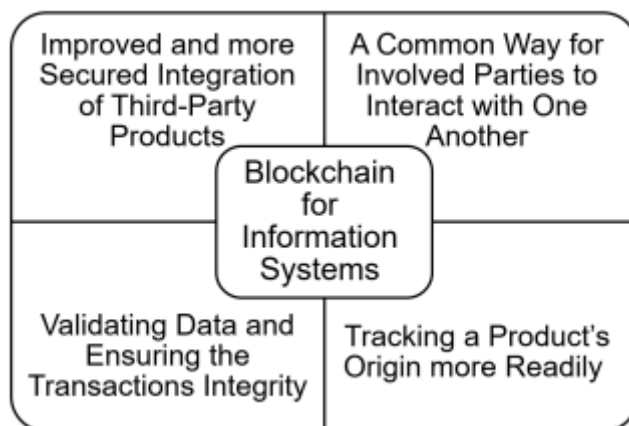 Improved and more
Secured Integration
of Third-Party
Products
A Common Way for
Involved Parties to
Interact with One
Another
Blockchain
for
Information
Systems
Validating Data and
Ensuring the
Transactions Integrity
Tracking a Product's
Origin more Readily